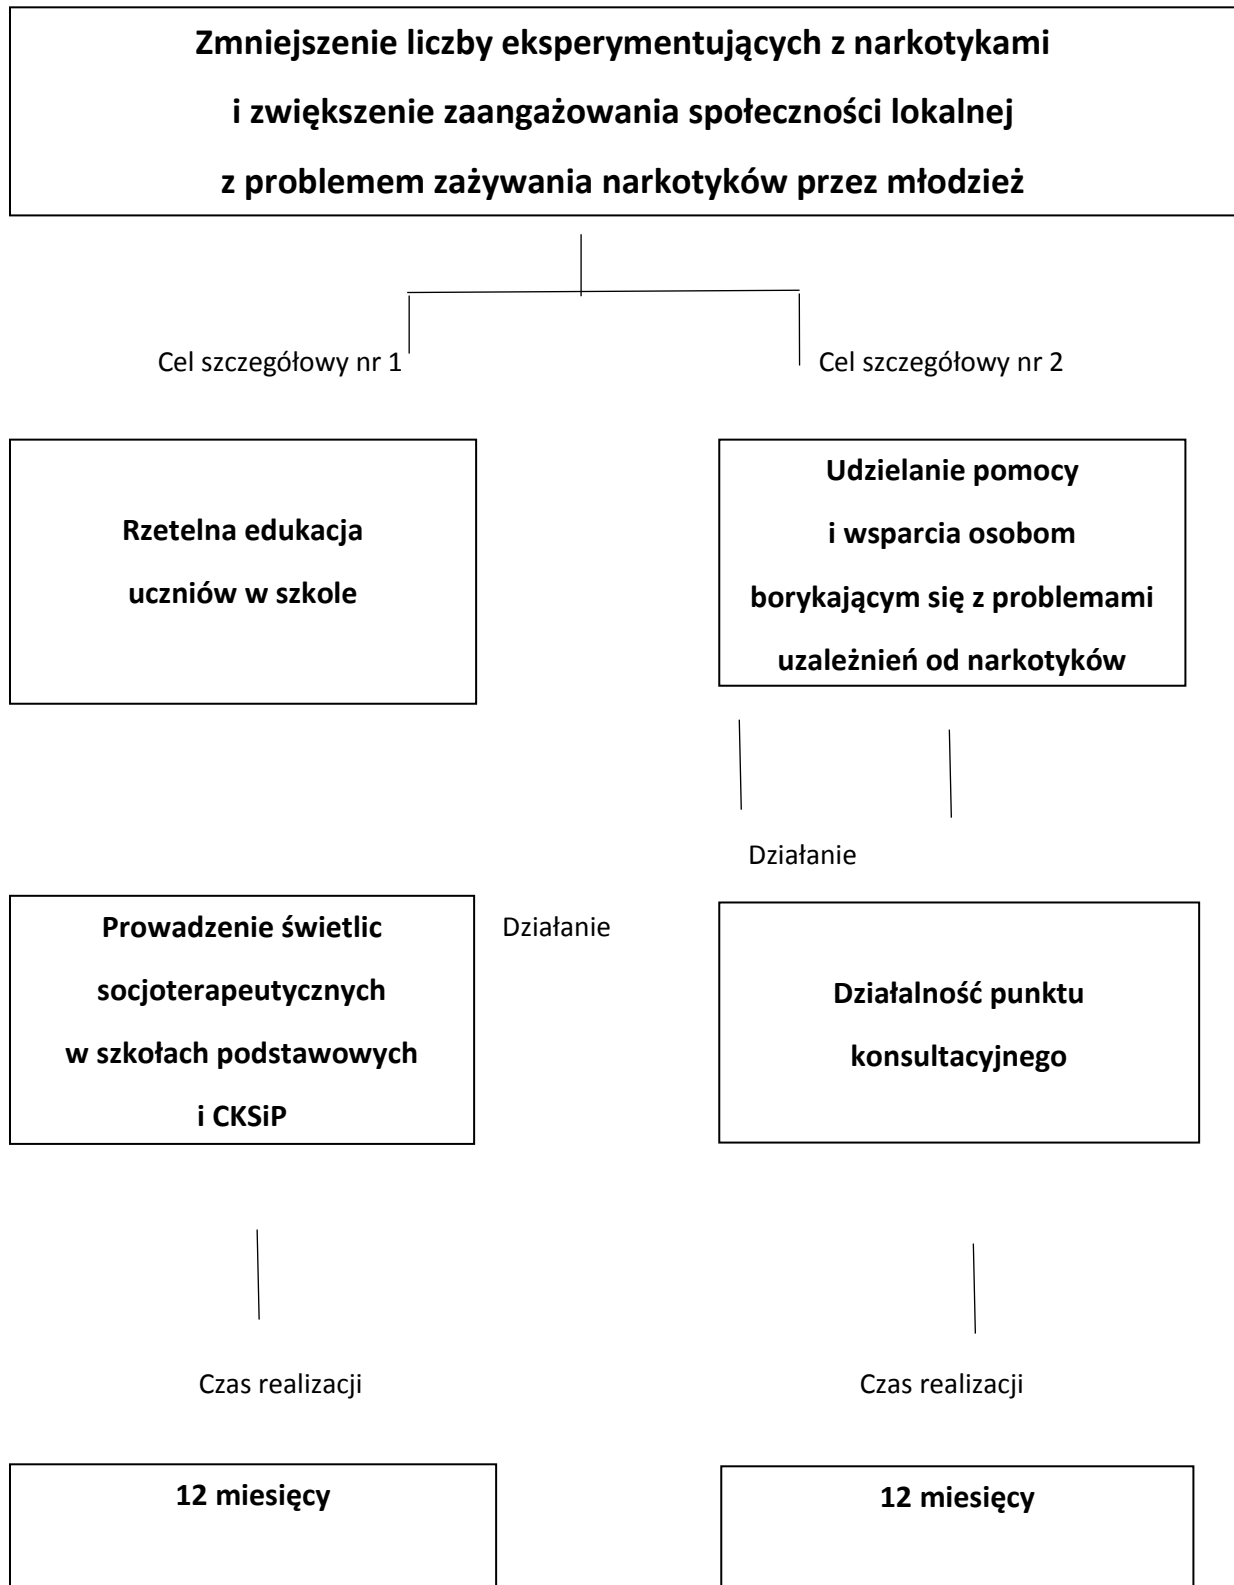 Zmniejszenie liczby eksperymentujących z narkotykami
i zwiększenie zaangażowania społeczności lokalnej
z problemem zażywania narkotyków przez młodzież
Cel szczegółowy nr 1
Cel szczegółowy nr 2
Rzetelna edukacja
uczniów w szkole
Udzielanie pomocy
i wsparcia osobom
borykającym się z problemami
uzależnień od narkotyków
Działanie
Prowadzenie świetlic
socjoterapeutycznych
w szkołach podstawowych
i CKSiP
Działanie
Działalność punktu
konsultacyjnego
Czas realizacji
Czas realizacji
12 miesięcy
12 miesięcy